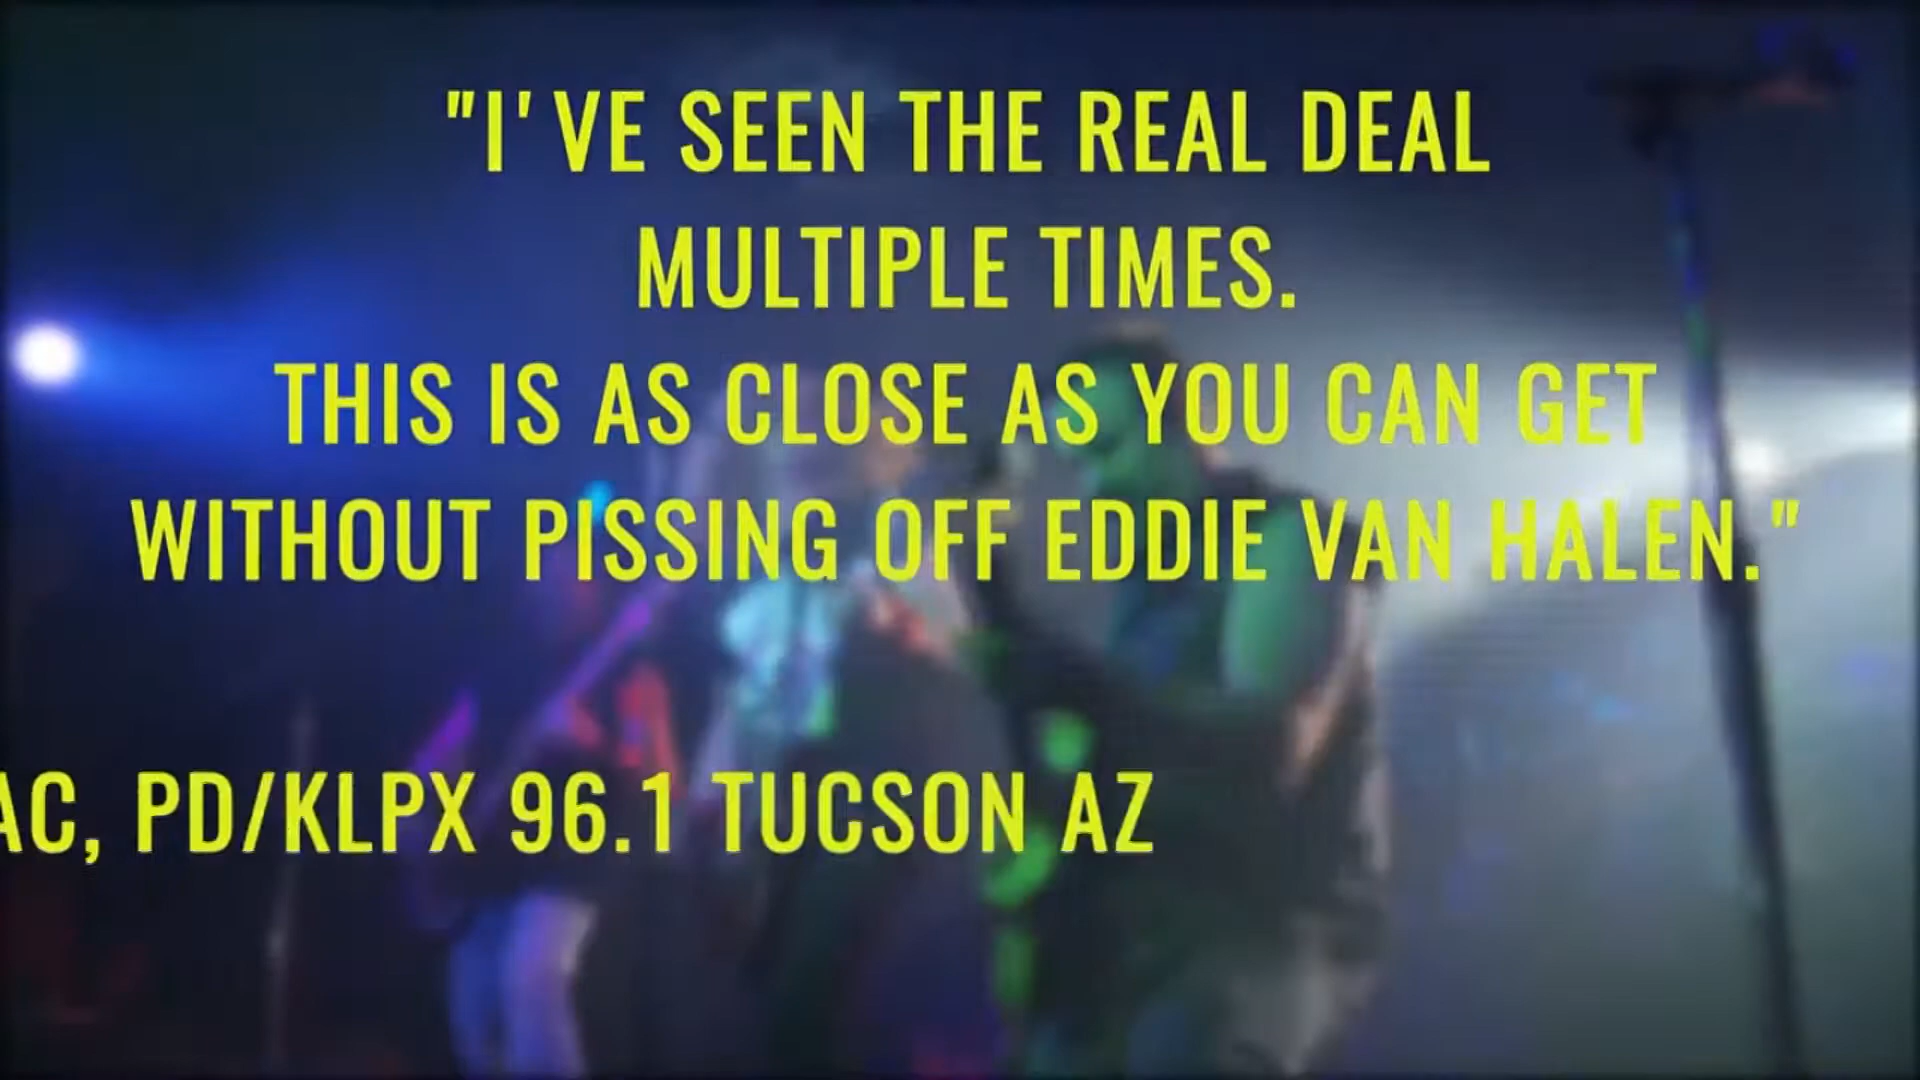 "I'VE SEEN THE REAL DEAL
MULTIPLE TIMES.
THIS IS AS CLOSE AS YOU CAN GET
WITHOUT PISSING OFF EDDIE VAN HALEN."
AC, PD/KLPX 96.1 TUCSON AZ